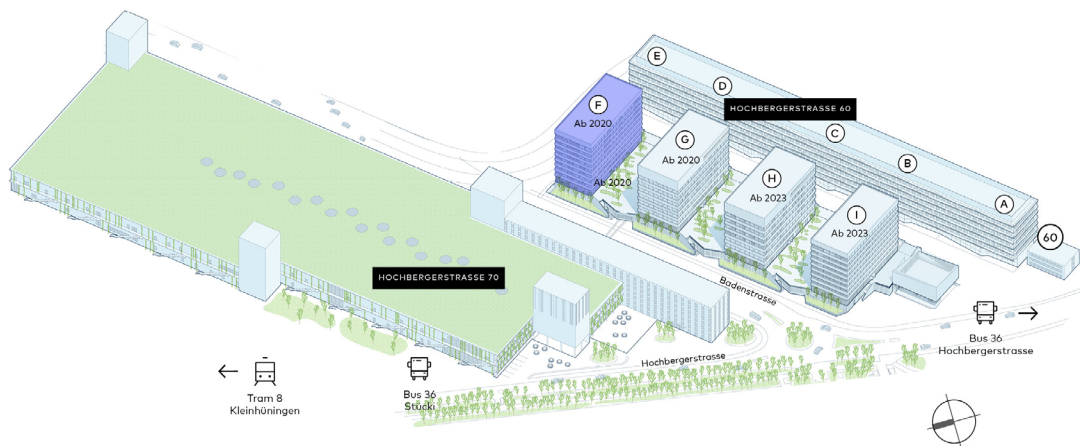 E
D
HOCHBERGERSTRASSE 60
F
Ab 2020
C
G
Ab 2020
B
Ab 2020
H
Ab 2023
A
I
Ab 2023
60
HOCHBERGERSTRASSE 70
Badenstrasse
Bus 36
Hochbergerstrasse
Hochbergerstrasse
Tram 8
Kleinhüningen
Bus 36
Stücki